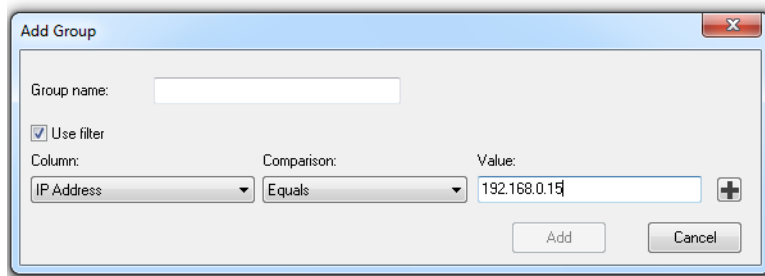 Add Group
Group name:
Use filter
Column: Comparison: Value:
IP Address Equals 192.168.0.15
Add Cancel